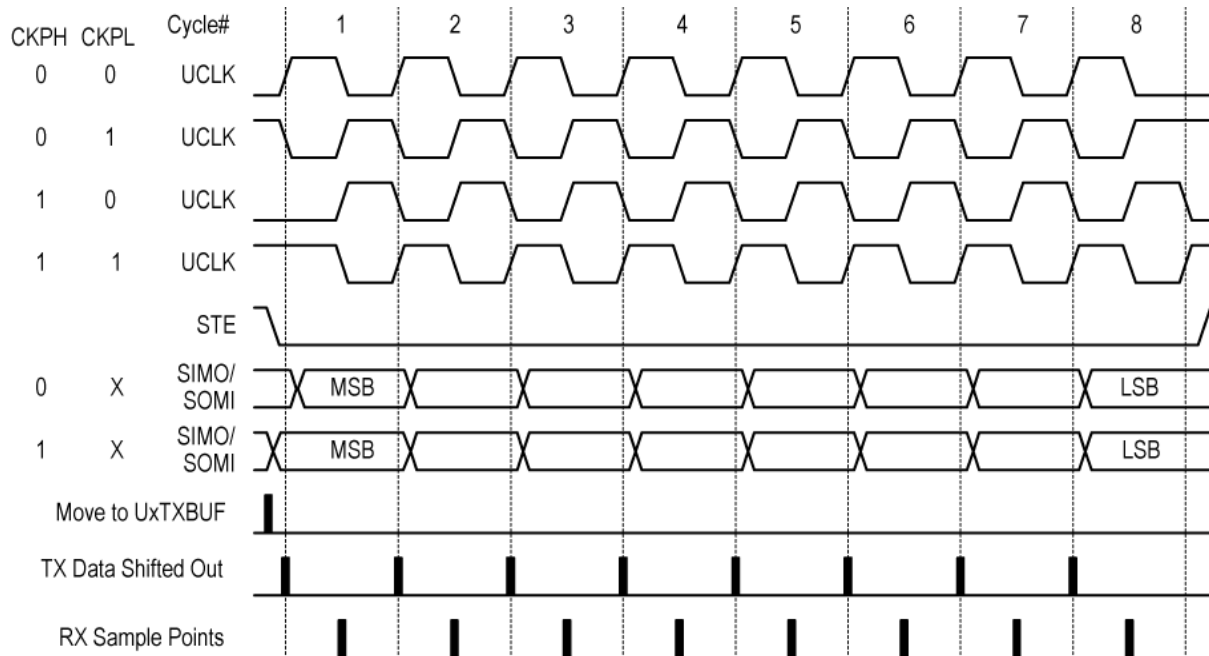 CKPH CKPL Cycle# 1 2 3 4 5 6 7 8
0 0 UCLK
0 1 UCLK
1 0 UCLK
1 1 UCLK
STE
0 X SIMO/
SOMI MSB LSB
1 X SIMO/
SOMI MSB LSB
Move to UxTXBUF
TX Data Shifted Out
RX Sample Points